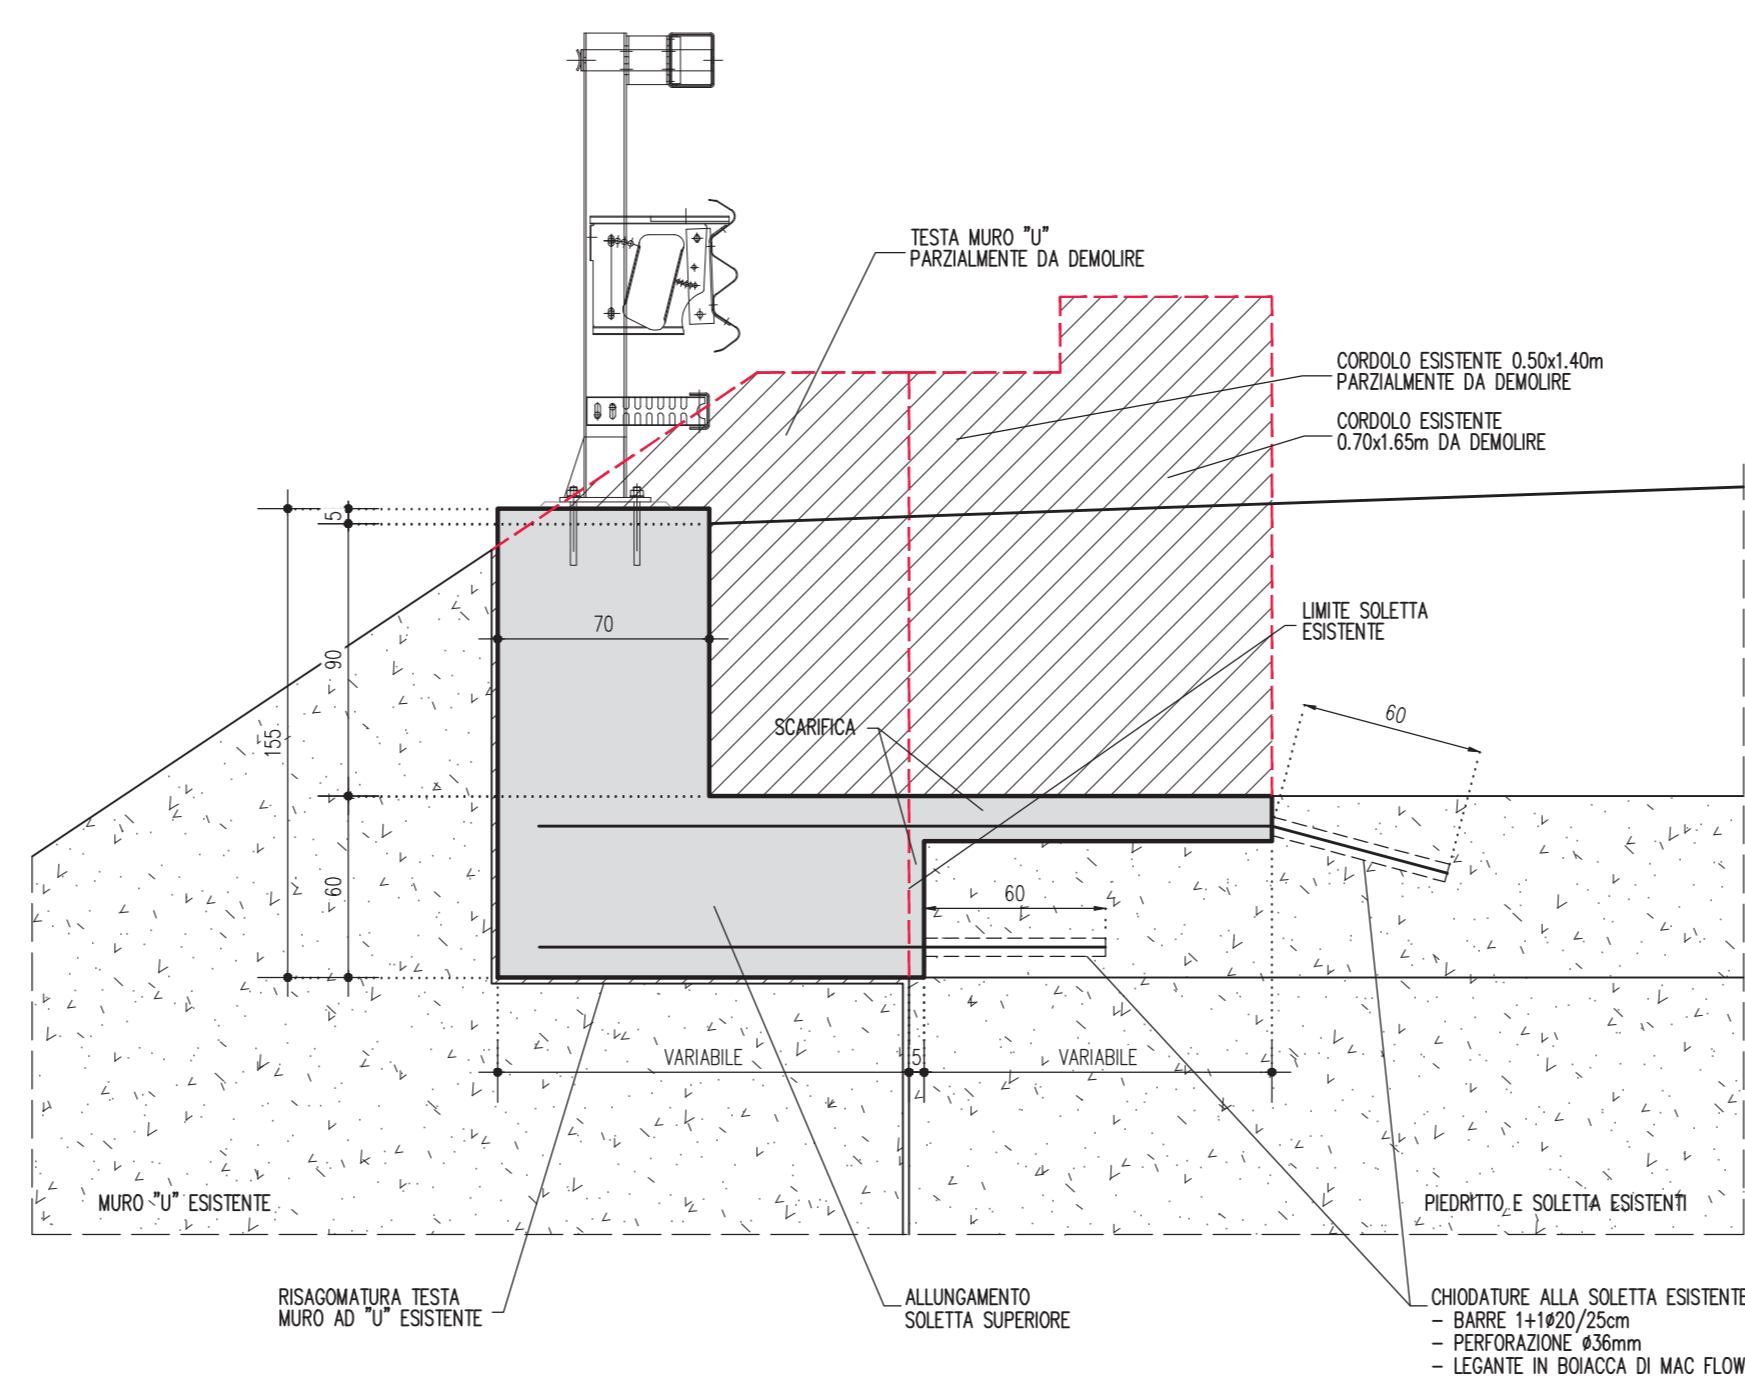 TESTA MURO "U"
PARZIALMENTE DA DEMOLIRE
CORDOLO ESISTENTE 0.50x1.40m
PARZIALMENTE DA DEMOLIRE
CORDOLO ESISTENTE
0.70x1.65m DA DEMOLIRE
5
LIMITE SOLETTA
ESISTENTE
70
90
60
SCARIFICA
155
60
60
VARIABILE
5
VARIABILE
MURO "U" ESISTENTE
PIEDRITTO E SOLETTA ESISTENTI
RISAGOMATURA TESTA
MURO AD "U" ESISTENTE
ALLUNGAMENTO
SOLETTA SUPERIORE
CHIODATURE ALLA SOLETTA ESISTENTE
- BARRE 1+1ø20/25cm
- PERFORAZIONE ø36mm
- LEGANTE IN BOIACCA DI MAC FLOW